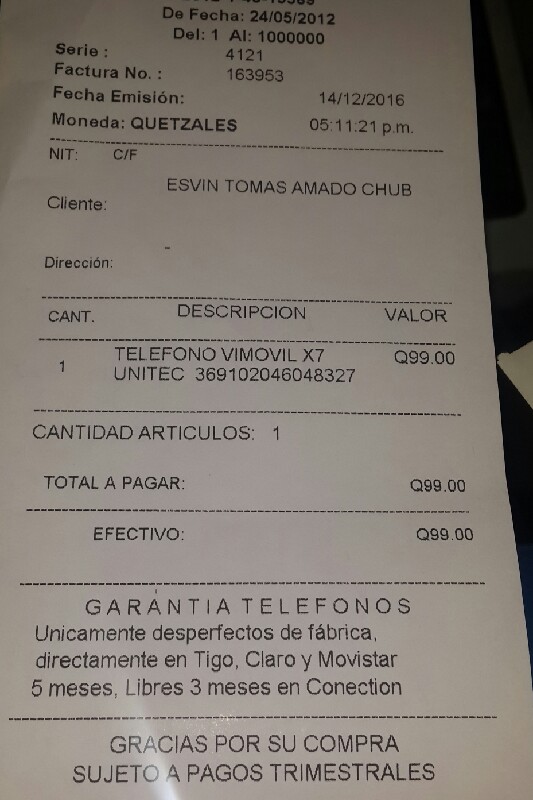 De Fecha: 24/05/2012
Del: 1 Al: 1000000
Serie : 4121
Factura No. : 163953
Fecha Emisión: 14/12/2016
Moneda: QUETZALES 05:11:21 p.m.
NIT: C/F
ESVIN TOMAS AMADO CHUB
Cliente:
-
Dirección:
CANT. DESCRIPCION VALOR
1 TELEFONO VIMOVIL X7 Q99.00
UNITEC 369102046048327
CANTIDAD ARTICULOS: 1
TOTAL A PAGAR: Q99.00
EFECTIVO: Q99.00
GARANTIA TELEFONOS
Unicamente desperfectos de fábrica,
directamente en Tigo, Claro y Movistar
5 meses, Libres 3 meses en Conection
GRACIAS POR SU COMPRA
SUJETO A PAGOS TRIMESTRALES